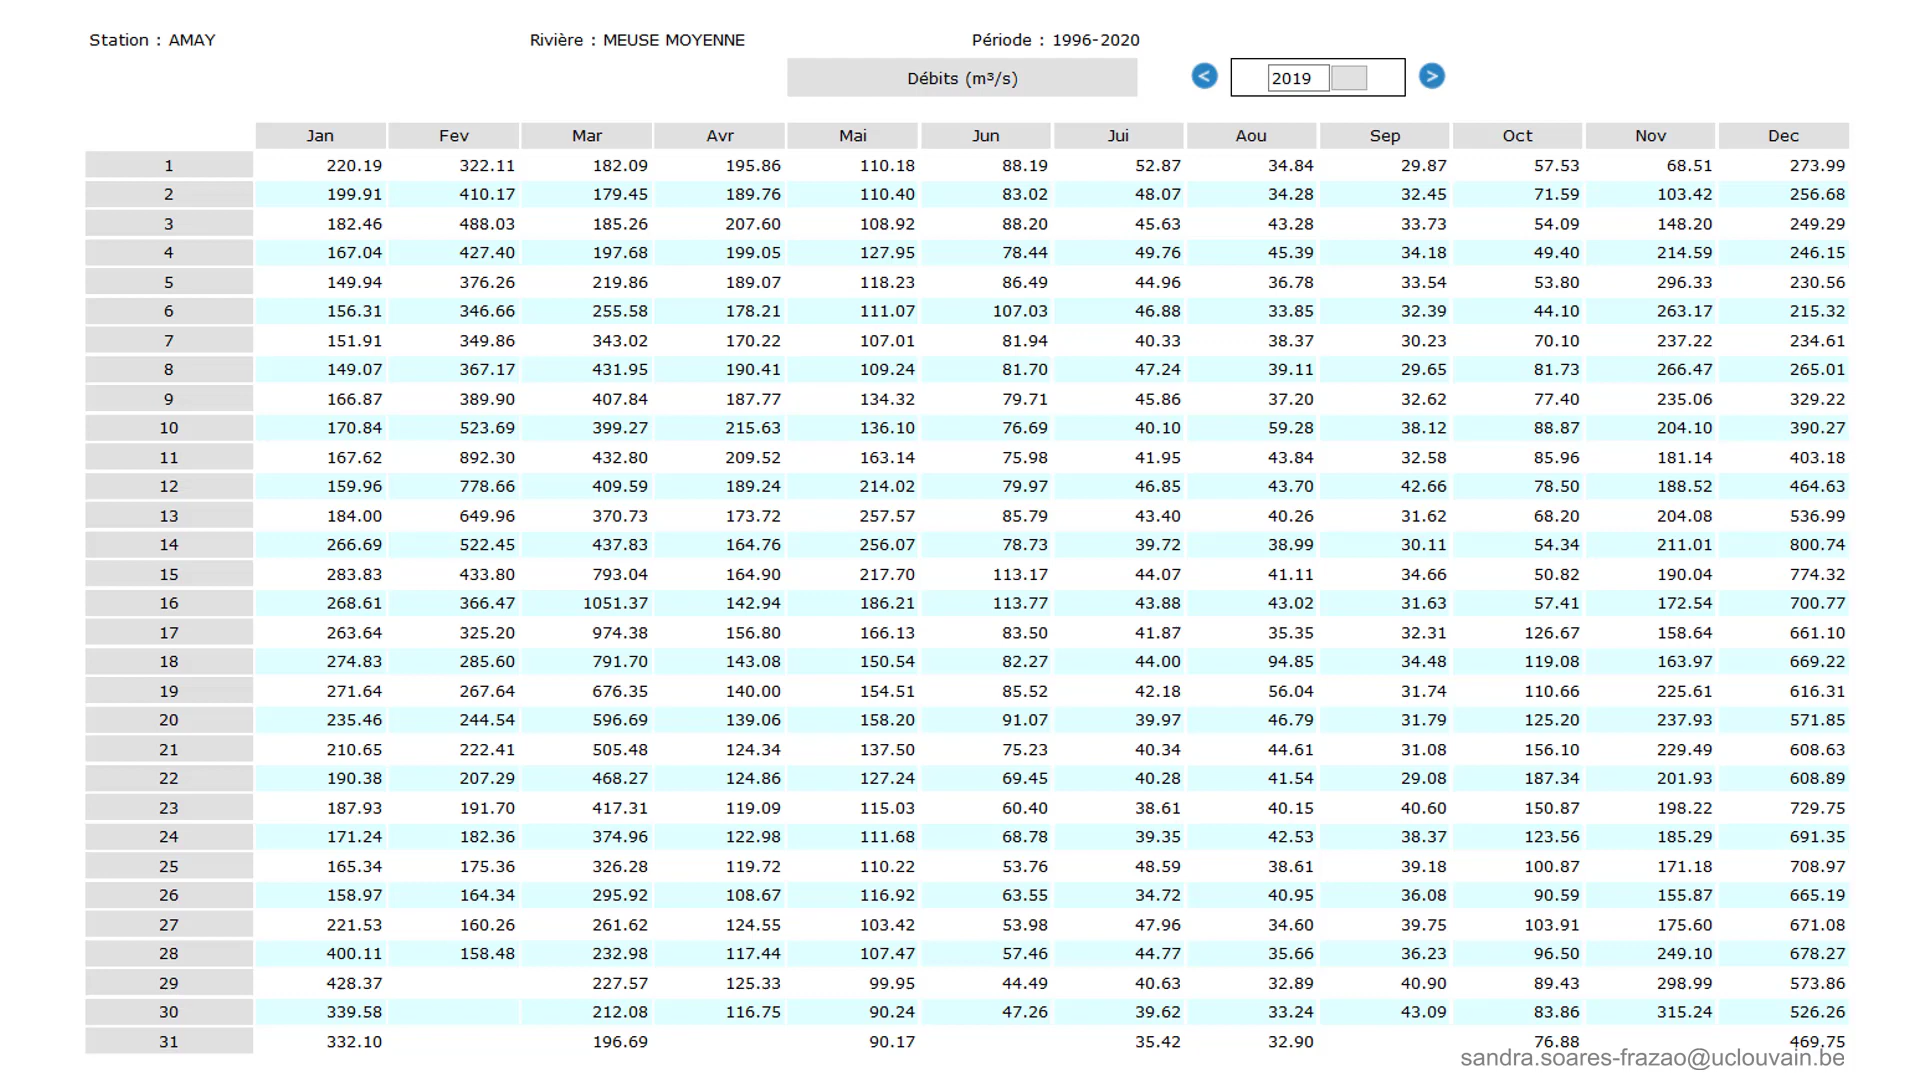 Station : AMAY Rivière : MEUSE MOYENNE Période : 1996-2020
Débits (m³/s) < 2019 >
Jan Fev Mar Avr Mai Jun Jui Aou Sep Oct Nov Dec
1 220.19 322.11 182.09 195.86 110.18 88.19 52.87 34.84 29.87 57.53 68.51 273.99
2 199.91 410.17 179.45 189.76 110.40 83.02 48.07 34.28 32.45 71.59 103.42 256.68
3 182.46 488.03 185.26 207.60 108.92 88.20 45.63 43.28 33.73 54.09 148.20 249.29
4 167.04 427.40 197.68 199.05 127.95 78.44 49.76 45.39 34.18 49.40 214.59 246.15
5 149.94 376.26 219.86 189.07 118.23 86.49 44.96 36.78 33.54 53.80 296.33 230.56
6 156.31 346.66 255.58 178.21 111.07 107.03 46.88 33.85 32.39 44.10 263.17 215.32
7 151.91 349.86 343.02 170.22 107.01 81.94 40.33 38.37 30.23 70.10 237.22 234.61
8 149.07 367.17 431.95 190.41 109.24 81.70 47.24 39.11 29.65 81.73 266.47 265.01
9 166.87 389.90 407.84 187.77 134.32 79.71 45.86 37.20 32.62 77.40 235.06 329.22
10 170.84 523.69 399.27 215.63 136.10 76.69 40.10 59.28 38.12 88.87 204.10 390.27
11 167.62 892.30 432.80 209.52 163.14 75.98 41.95 43.84 32.58 85.96 181.14 403.18
12 159.96 778.66 409.59 189.24 214.02 79.97 46.85 43.70 42.66 78.50 188.52 464.63
13 184.00 649.96 370.73 173.72 257.57 85.79 43.40 40.26 31.62 68.20 204.08 536.99
14 266.69 522.45 437.83 164.76 256.07 78.73 39.72 38.99 30.11 54.34 211.01 800.74
15 283.83 433.80 793.04 164.90 217.70 113.17 44.07 41.11 34.66 50.82 190.04 774.32
16 268.61 366.47 1051.37 142.94 186.21 113.77 43.88 43.02 31.63 57.41 172.54 700.77
17 263.64 325.20 974.38 156.80 166.13 83.50 41.87 35.35 32.31 126.67 158.64 661.10
18 274.83 285.60 791.70 143.08 150.54 82.27 44.00 94.85 34.48 119.08 163.97 669.22
19 271.64 267.64 676.35 140.00 154.51 85.52 42.18 56.04 31.74 110.66 225.61 616.31
20 235.46 244.54 596.69 139.06 158.20 91.07 39.97 46.79 31.79 125.20 237.93 571.85
21 210.65 222.41 505.48 124.34 137.50 75.23 40.34 44.61 31.08 156.10 229.49 608.63
22 190.38 207.29 468.27 124.86 127.24 69.45 40.28 41.54 29.08 187.34 201.93 608.89
23 187.93 191.70 417.31 119.09 115.03 60.40 38.61 40.15 40.60 150.87 198.22 729.75
24 171.24 182.36 374.96 122.98 111.68 68.78 39.35 42.53 38.37 123.56 185.29 691.35
25 165.34 175.36 326.28 119.72 110.22 53.76 48.59 38.61 39.18 100.87 171.18 708.97
26 158.97 164.34 295.92 108.67 116.92 63.55 34.72 40.95 36.08 90.59 155.87 665.19
27 221.53 160.26 261.62 124.55 103.42 53.98 47.96 34.60 39.75 103.91 175.60 671.08
28 400.11 158.48 232.98 117.44 107.47 57.46 44.77 35.66 36.23 96.50 249.10 678.27
29 428.37 227.57 125.33 99.95 44.49 40.63 32.89 40.90 89.43 298.99 573.86
30 339.58 212.08 116.75 90.24 47.26 39.62 33.24 43.09 83.86 315.24 526.26
31 332.10 196.69 90.17 35.42 32.90 76.88 469.75
sandra.soares-frazao@uclouvain.be